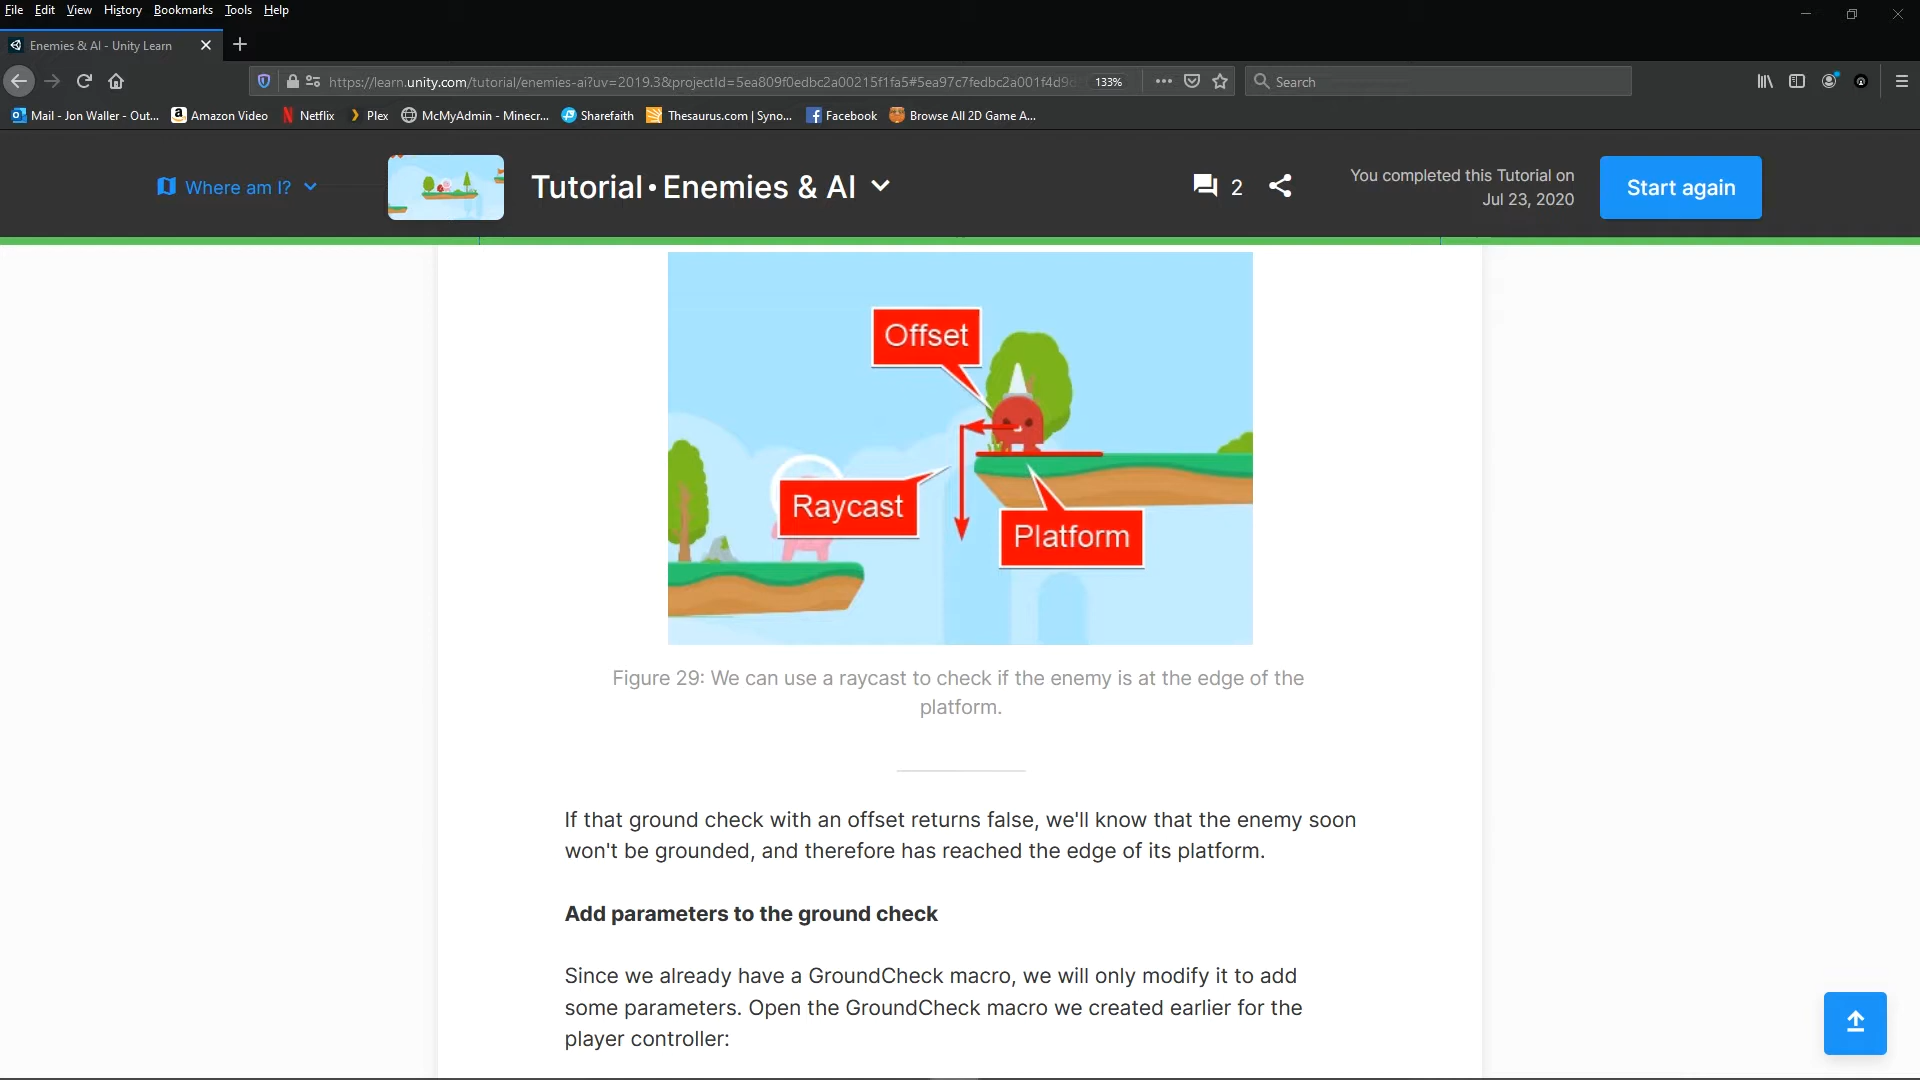 File Edit View History Bookmarks Tools Help
Enemies & AI - Unity Learn
https://learn.unity.com/tutorial/enemies-ai?uv=2019.3&projectId=5ea809f0edbc2a00215f1fa5#5ea97c7fedbc2a001f4d9 133% Search
Mail - Jon Waller - Out... Amazon Video Netflix Plex McMyAdmin - Minecr... Sharefaith Thesaurus.com | Syno... Facebook Browse All 2D Game A...
Where am I? Tutorial • Enemies & AI 2
You completed this Tutorial on
Jul 23, 2020
Start again
Offset
Raycast
Platform
Figure 29: We can use a raycast to check if the enemy is at the edge of the
platform.
If that ground check with an offset returns false, we'll know that the enemy soon
won't be grounded, and therefore has reached the edge of its platform.
Add parameters to the ground check
Since we already have a GroundCheck macro, we will only modify it to add
some parameters. Open the GroundCheck macro we created earlier for the
player controller: